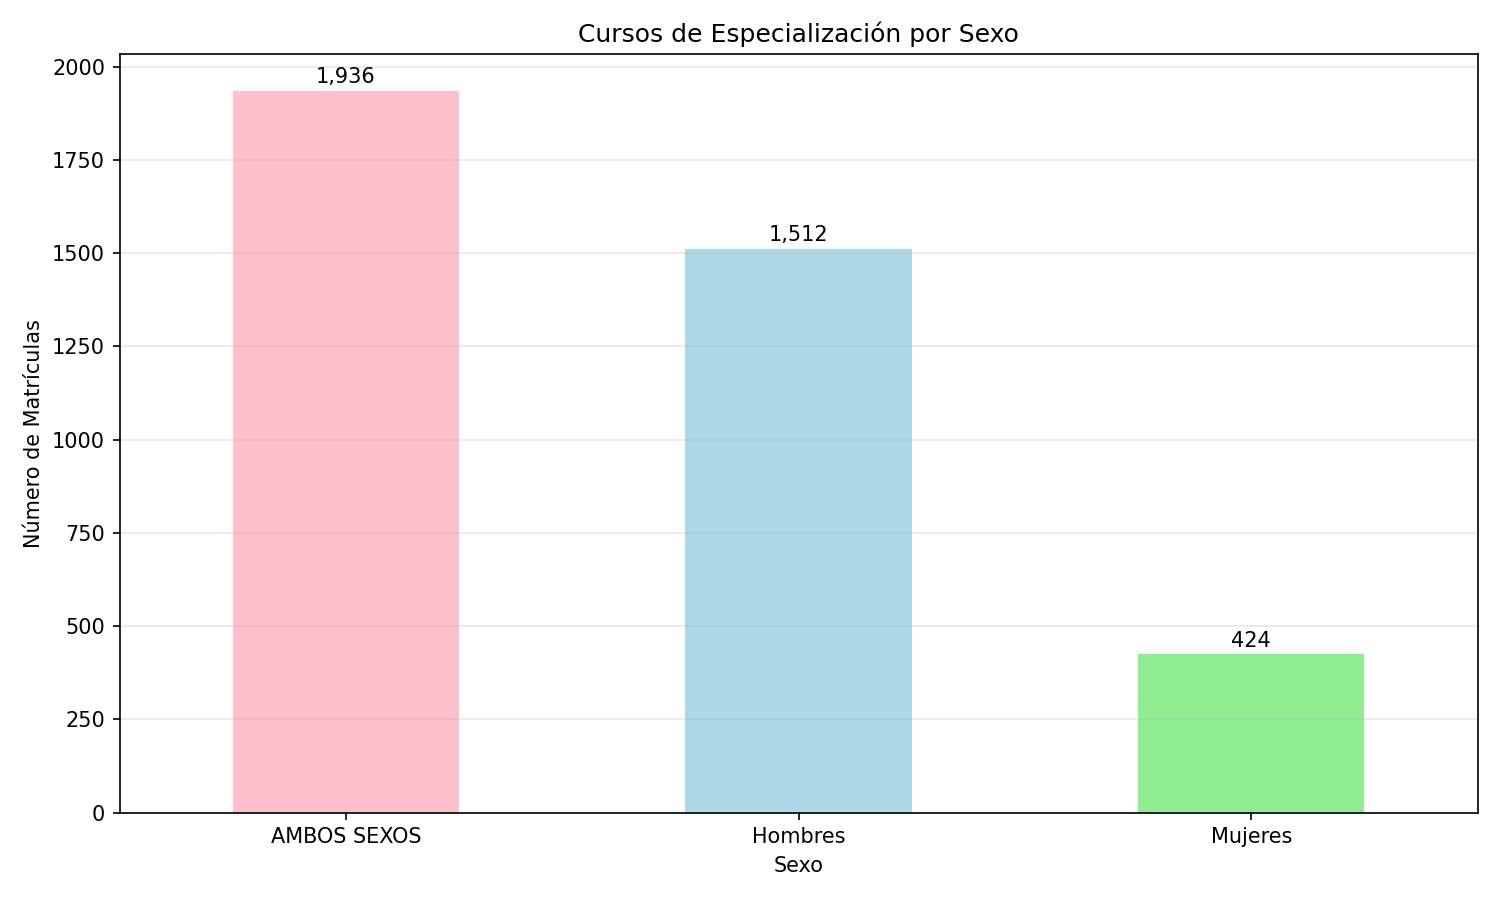 Cursos de Especialización por Sexo
Número de Matrículas
2000
1750
1500
1250
1000
750
500
250
0
1,936
1,512
424
AMBOS SEXOS
Hombres
Mujeres
Sexo